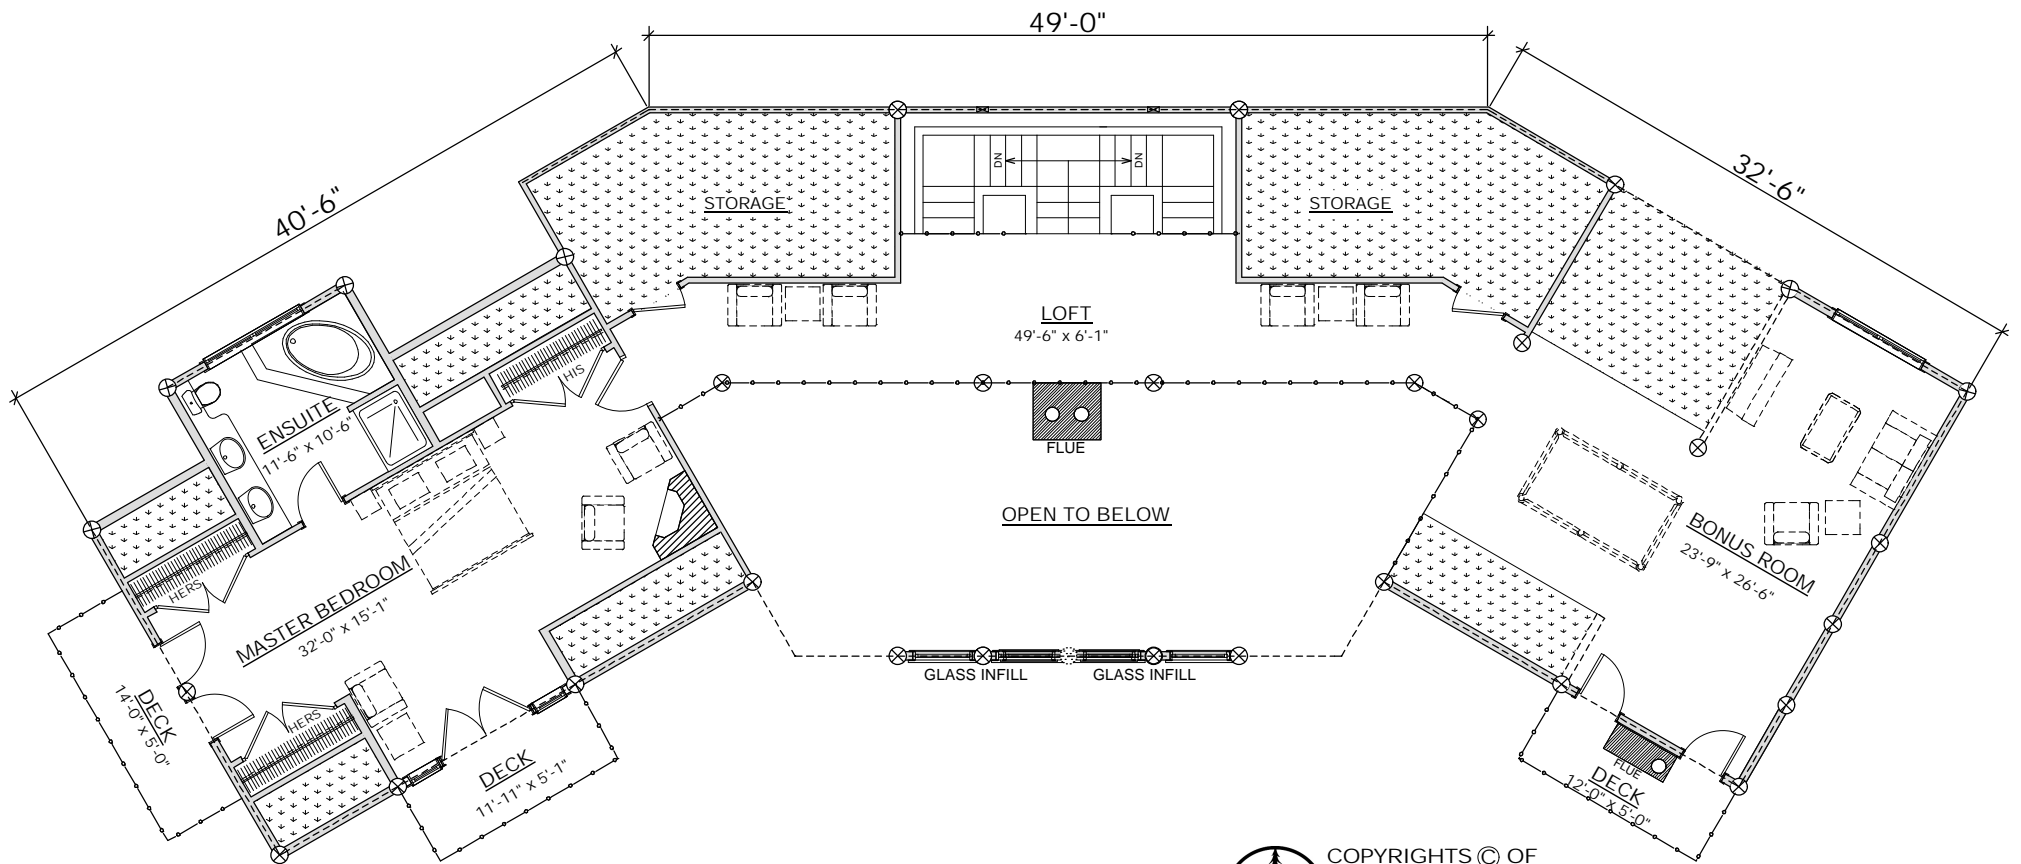 49'-0"
40'-6"
32'-6"
DN
DN
STORAGE
STORAGE
LOFT
49'-6" x 6'-1"
HIS
ENSUITE
11'-6" x 10'-6"
FLUE
OPEN TO BELOW
BONUS ROOM
23'-9" x 26'-6"
HERS
MASTER BEDROOM
32'-0" x 15'-1"
GLASS INFILL
GLASS INFILL
DECK
14'-0" x 5'-0"
HERS
DECK
11'-11" x 5'-1"
FLUE
DECK
12'-0" x 5'-0"
COPYRIGHTS © OF